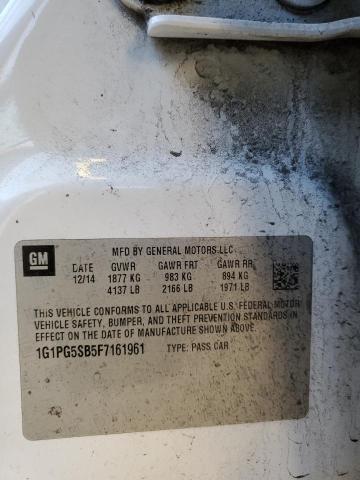 GM
MFD BY GENERAL MOTORS LLC
DATE GVWR GAWR FRT GAWR RR
12/14 1877 KG 983 KG 894 KG
4137 LB 2166 LB 1971 LB
THIS VEHICLE CONFORMS TO ALL APPLICABLE U.S. FEDERAL MOTOR
VEHICLE SAFETY, BUMPER, AND THEFT PREVENTION STANDARDS
IN EFFECT ON THE DATE OF MANUFACTURE SHOWN ABOVE.
1G1PG5SB5F7161961 TYPE: PASS CAR